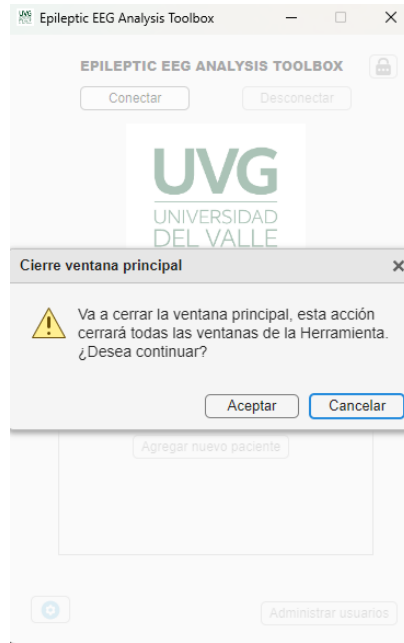 Epileptic EEG Analysis Toolbox
EPILEPTIC EEG ANALYSIS TOOLBOX
Conectar
Desconectar
UVG
UNIVERSIDAD
DEL VALLE
Cierre ventana principal
Va a cerrar la ventana principal, esta acción
cerrará todas las ventanas de la Herramienta.
¿Desea continuar?
Aceptar
Cancelar
Agregar nuevo paciente
Administrar usuarios